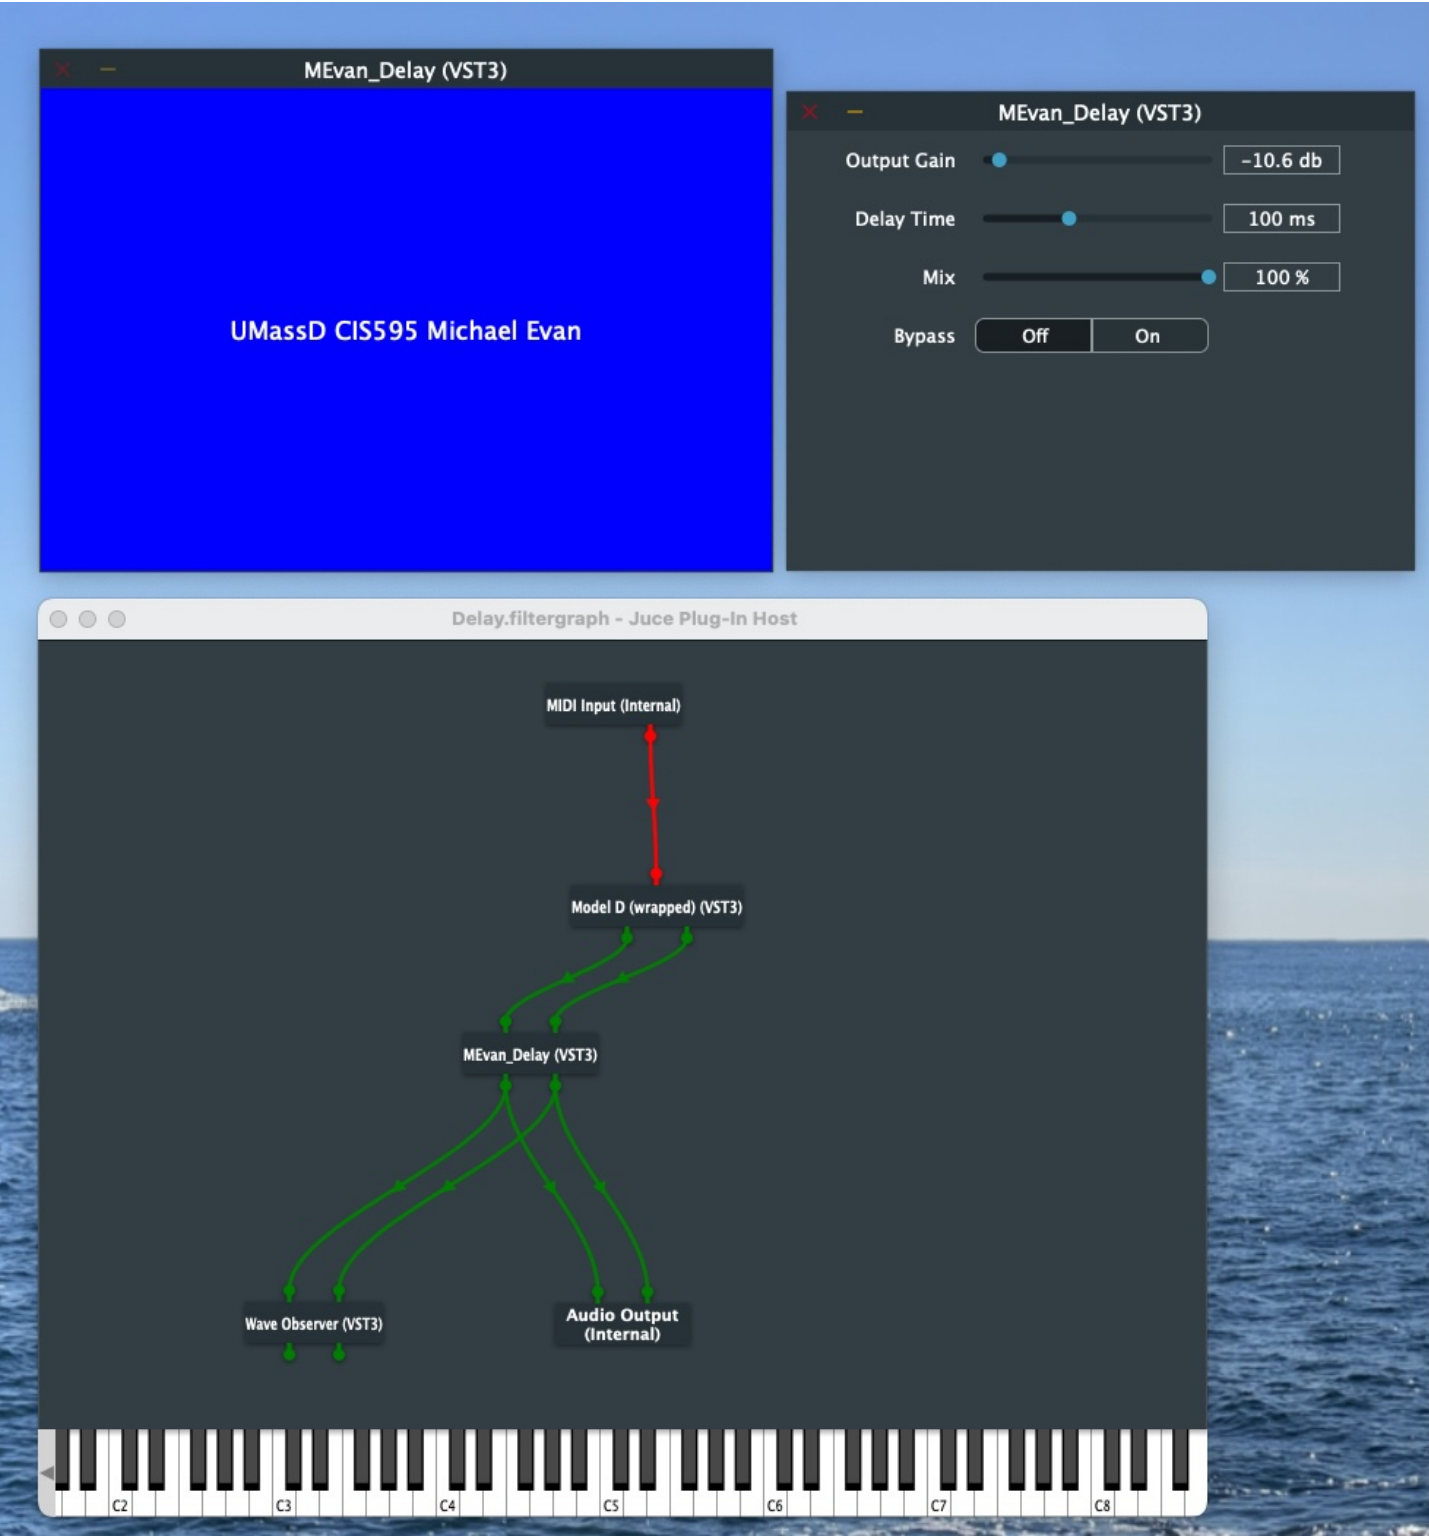 MEvan_Delay (VST3)
UMassD CIS595 Michael Evan
MEvan_Delay (VST3)
Output Gain -10.6 db
Delay Time 100 ms
Mix 100 %
Bypass Off On
Delay.filtergraph - Juce Plug-In Host
MIDI Input (Internal)
Model D (wrapped) (VST3)
MEvan_Delay (VST3)
Wave Observer (VST3)
Audio Output
(Internal)
C2 C3 C4 C5 C6 C7 C8